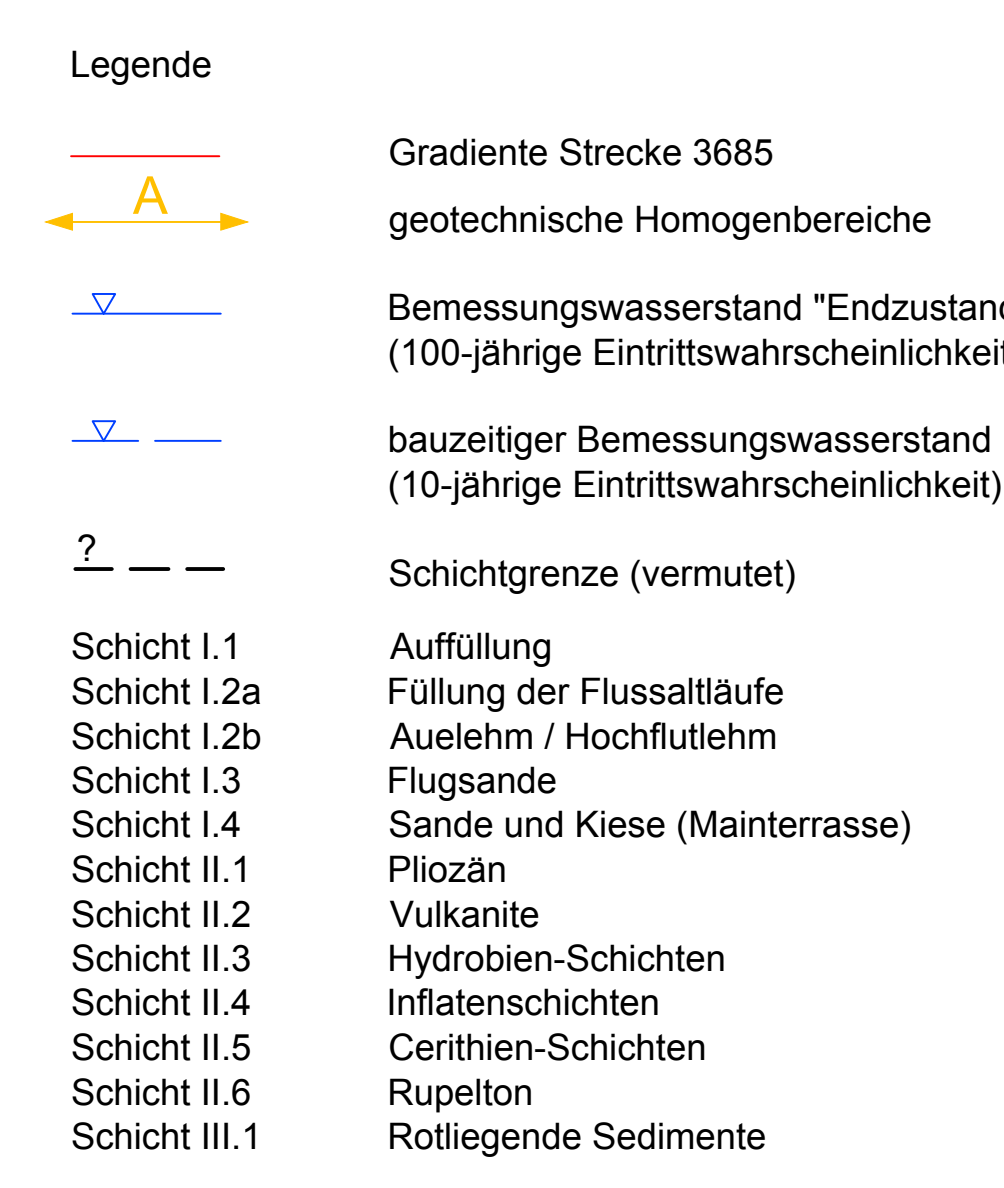 Legende
Gradiente Strecke 3685
A
geotechnische Homogenbereiche
Bemessungswasserstand "Endzustand
(100-jährige Eintrittswahrscheinlichkeit
bauzeitiger Bemessungswasserstand
(10-jährige Eintrittswahrscheinlichkeit)
?
Schichtgrenze (vermutet)
Schicht I.1 Auffüllung
Schicht I.2a Füllung der Flussaltläufe
Schicht I.2b Auelehm / Hochflutlehm
Schicht I.3 Flugsande
Schicht I.4 Sande und Kiese (Mainterrasse)
Schicht II.1 Pliozän
Schicht II.2 Vulkanite
Schicht II.3 Hydrobien-Schichten
Schicht II.4 Inflatenschichten
Schicht II.5 Cerithien-Schichten
Schicht II.6 Rupelton
Schicht III.1 Rotliegende Sedimente